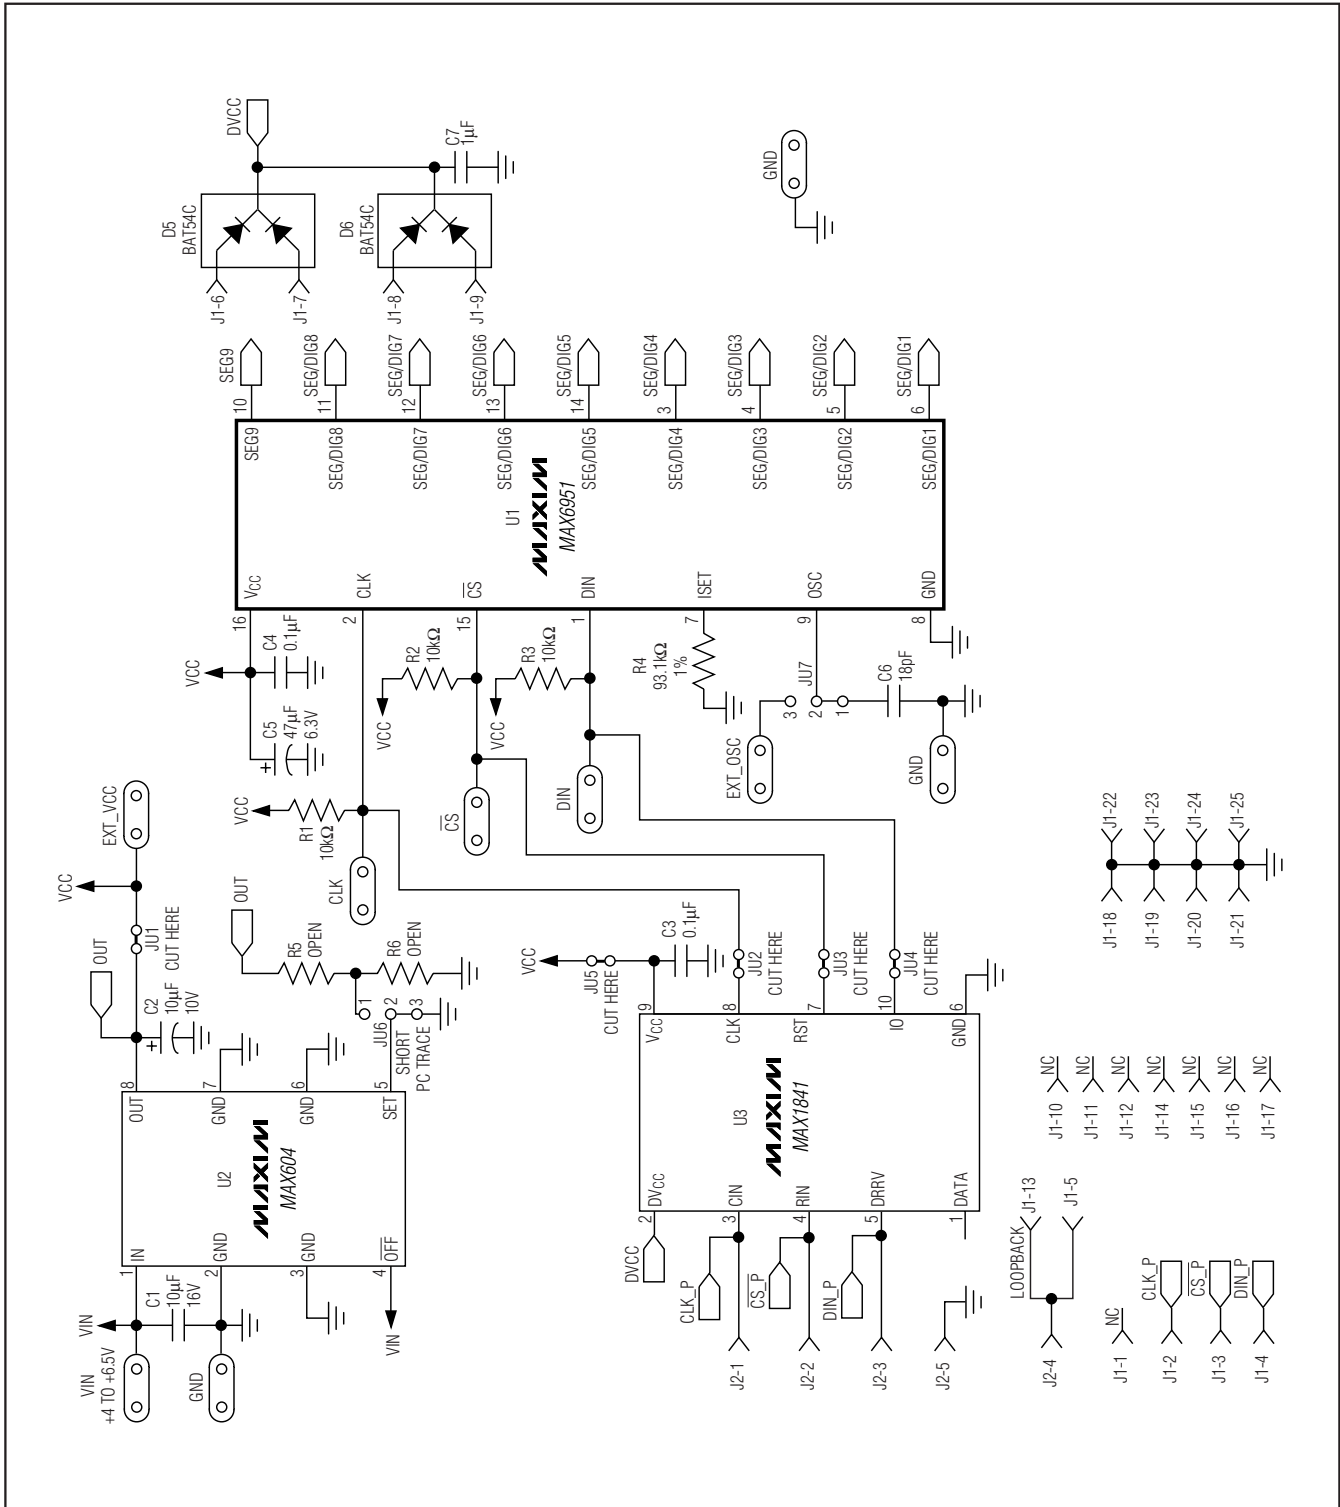 VIN
+4 TO +6.5V
VIN
C1
10µF
16V
GND
1
IN
2
GND
3
GND
4
OFF
VIN
U2
MAXIM
MAX604
OUT
8
GND
7
GND
6
SET
5
OUT
C2
10µF
10V
JU1
CUT HERE
VCC
EXT_VCC
OUT
R5
OPEN
R6
OPEN
1
2
3
JU6
SHORT
PC TRACE
VCC
C5
47µF
6.3V
C4
0.1µF
VCC
R1
10kΩ
CLK
VCC
R2
10kΩ
CS
VCC
R3
10kΩ
DIN
R4
93.1kΩ
1%
EXT_OSC
3
2
1
JU7
C6
18pF
GND
16
VCC
2
CLK
15
CS
1
DIN
7
ISET
9
OSC
8
GND
U1
MAXIM
MAX6951
SEG9
10
SEG9
SEG/DIG8
11
SEG/DIG8
SEG/DIG7
12
SEG/DIG7
SEG/DIG6
13
SEG/DIG6
SEG/DIG5
14
SEG/DIG5
SEG/DIG4
3
SEG/DIG4
SEG/DIG3
4
SEG/DIG3
SEG/DIG2
5
SEG/DIG2
SEG/DIG1
6
SEG/DIG1
J1-6
J1-7
D5
BAT54C
DVCC
J1-8
J1-9
D6
BAT54C
C7
1µF
GND
DVCC
2
DVCC
CLK_P
3
CIN
CS_P
4
RIN
DIN_P
5
DRRV
1
DATA
J2-1
J2-2
J2-3
J2-5
U3
MAXIM
MAX1841
VCC
9
CLK
8
RST
7
IO
10
GND
6
VCC
JU5
CUT HERE
C3
0.1µF
JU2
CUT HERE
JU3
CUT HERE
JU4
CUT HERE
J2-4
LOOPBACK
J1-13
J1-5
J1-1
NC
J1-2
CLK_P
J1-3
CS_P
J1-4
DIN_P
J1-10
NC
J1-11
NC
J1-12
NC
J1-14
NC
J1-15
NC
J1-16
NC
J1-17
NC
J1-18
J1-22
J1-19
J1-23
J1-20
J1-24
J1-21
J1-25